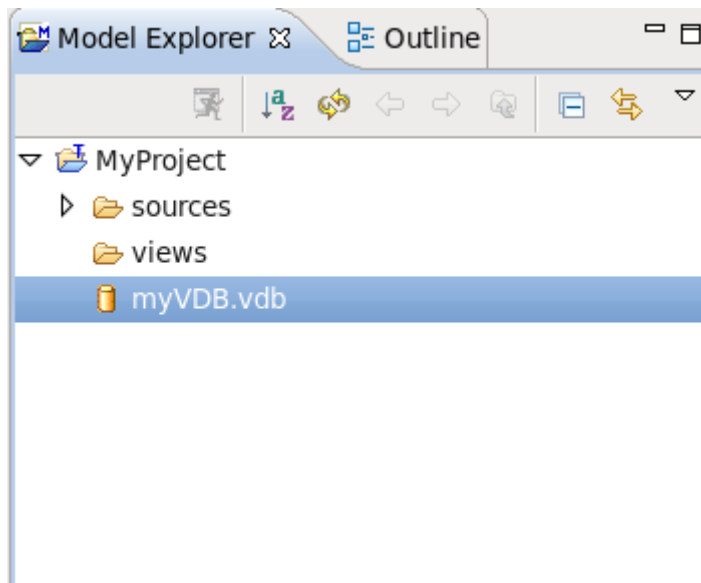 Model Explorer Outline
MyProject
sources
views
myVDB.vdb